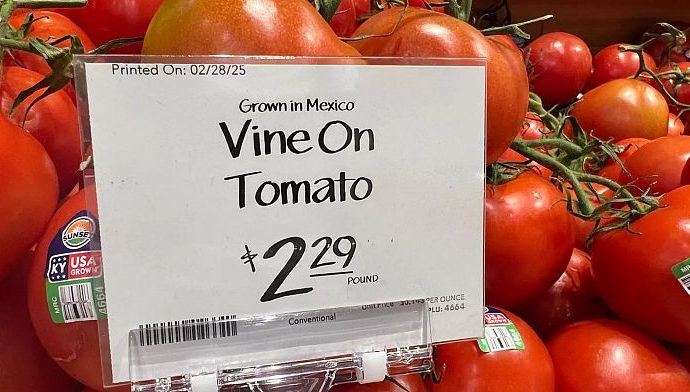 Printed On: 02/28/25
Grown in Mexico
Vine On
Tomato
$2.29
POUND
PER OUNCE
PLU: 4664
Conventional
SUNSET
KY USA
GROWN
4664